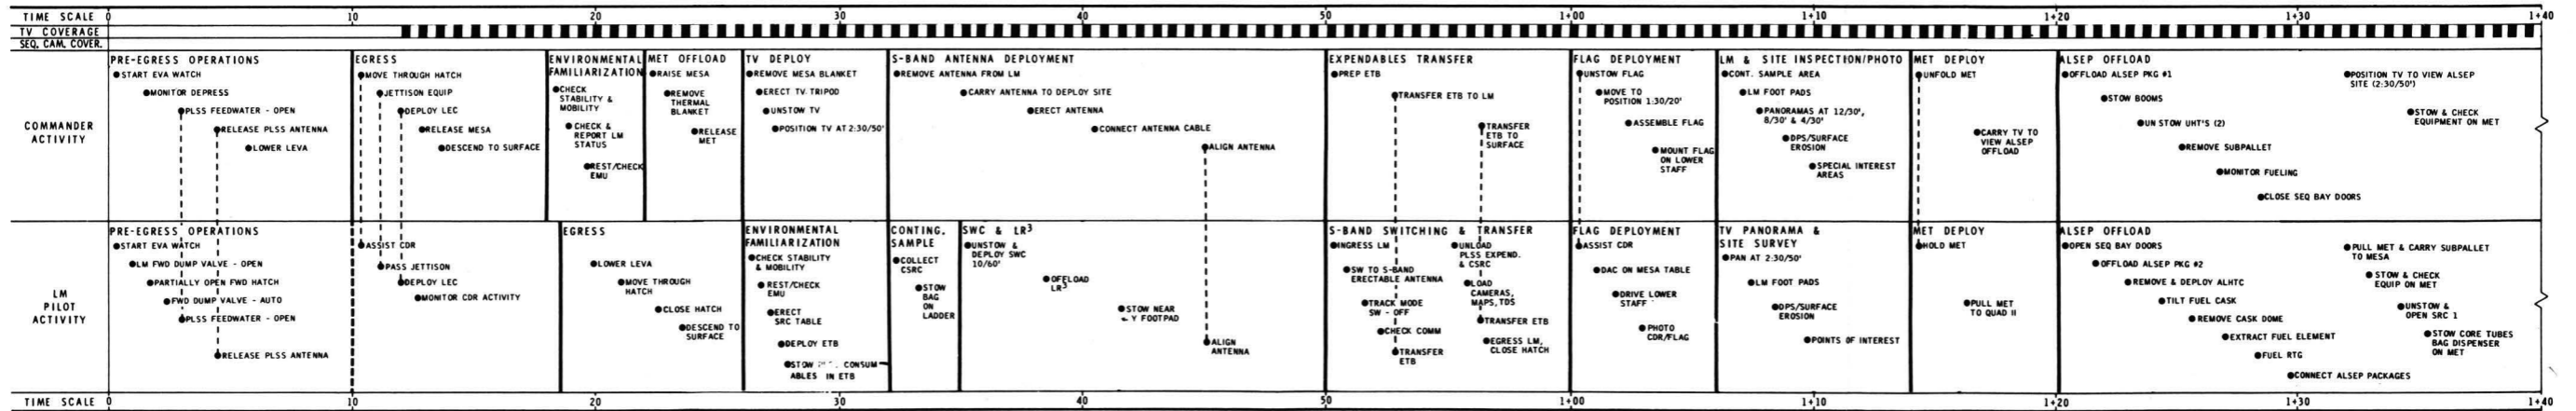 TIME SCALE 0 10 20 30 40 50 1+00 1+10 1+20 1+30 1+40
TV COVERAGE
SEQ. CAM. COVER.
COMMANDER
ACTIVITY
PRE-EGRESS OPERATIONS
START EVA WATCH
MONITOR DEPRESS
PLSS FEEDWATER - OPEN
RELEASE PLSS ANTENNA
LOWER LEVA
EGRESS
MOVE THROUGH HATCH
JETTISON EQUIP
DEPLOY LEC
RELEASE MESA
DESCEND TO SURFACE
ENVIRONMENTAL
FAMILIARIZATION
CHECK
STABILITY &
MOBILITY
CHECK &
REPORT LM
STATUS
REST/CHECK
EMU
MET OFFLOAD
RAISE MESA
REMOVE
THERMAL
BLANKET
RELEASE
MET
TV DEPLOY
REMOVE MESA BLANKET
ERECT TV TRIPOD
UNSTOW TV
POSITION TV AT 2:30/50'
S-BAND ANTENNA DEPLOYMENT
REMOVE ANTENNA FROM LM
CARRY ANTENNA TO DEPLOY SITE
ERECT ANTENNA
CONNECT ANTENNA CABLE
ALIGN ANTENNA
EXPENDABLES TRANSFER
PREP ETB
TRANSFER ETB TO LM
TRANSFER
ETB TO
SURFACE
FLAG DEPLOYMENT
UNSTOW FLAG
MOVE TO
POSITION 1:30/20'
ASSEMBLE FLAG
MOUNT FLAG
ON LOWER
STAFF
LM & SITE INSPECTION/PHOTO
CONT. SAMPLE AREA
LM FOOT PADS
PANORAMAS AT 12/30',
8/30' & 4/30'
DPS/SURFACE
EROSION
SPECIAL INTEREST
AREAS
MET DEPLOY
UNFOLD MET
CARRY TV TO
VIEW ALSEP
OFFLOAD
ALSEP OFFLOAD
OFFLOAD ALSEP PKG #1
STOW BOOMS
UN STOW UHT'S (2)
REMOVE SUBPALLET
MONITOR FUELING
CLOSE SEQ BAY DOORS
POSITION TV TO VIEW ALSEP
SITE (2:30/50')
STOW & CHECK
EQUIPMENT ON MET
LM
PILOT
ACTIVITY
PRE-EGRESS OPERATIONS
START EVA WATCH
LM FWD DUMP VALVE - OPEN
PARTIALLY OPEN FWD HATCH
FWD DUMP VALVE - AUTO
PLSS FEEDWATER - OPEN
RELEASE PLSS ANTENNA
ASSIST CDR
PASS JETTISON
DEPLOY LEC
MONITOR CDR ACTIVITY
EGRESS
LOWER LEVA
MOVE THROUGH
HATCH
CLOSE HATCH
DESCEND TO
SURFACE
ENVIRONMENTAL
FAMILIARIZATION
CHECK STABILITY
& MOBILITY
REST/CHECK
EMU
ERECT
SRC TABLE
DEPLOY ETB
STOW CONSUM-
ABLES IN ETB
CONTING.
SAMPLE
COLLECT
CSRC
STOW
BAG
ON
LADDER
SWC & LR3
UNSTOW &
DEPLOY SWC
10/60'
OFFLOAD
LR3
STOW NEAR
- Y FOOTPAD
ALIGN
ANTENNA
S-BAND SWITCHING & TRANSFER
INGRESS LM
SW TO S-BAND
ERECTABLE ANTENNA
TRACK MODE
SW - OFF
CHECK COMM
TRANSFER
ETB
UNLOAD
PLSS EXPEND.
& CSRC
LOAD
CAMERAS,
MAPS,TDS
TRANSFER ETB
EGRESS LM,
CLOSE HATCH
FLAG DEPLOYMENT
ASSIST CDR
DAC ON MESA TABLE
DRIVE LOWER
STAFF
PHOTO
CDR/FLAG
TV PANORAMA &
SITE SURVEY
PAN AT 2:30/50'
LM FOOT PADS
DPS/SURFACE
EROSION
POINTS OF INTEREST
MET DEPLOY
HOLD MET
PULL MET
TO QUAD II
ALSEP OFFLOAD
OPEN SEQ BAY DOORS
OFFLOAD ALSEP PKG #2
REMOVE & DEPLOY ALHTC
TILT FUEL CASK
REMOVE CASK DOME
EXTRACT FUEL ELEMENT
FUEL RTG
CONNECT ALSEP PACKAGES
PULL MET & CARRY SUBPALLET
TO MESA
STOW & CHECK
EQUIP ON MET
UNSTOW &
OPEN SRC 1
STOW CORE TUBES
BAG DISPENSER
ON MET
TIME SCALE 0 10 20 30 40 50 1+00 1+10 1+20 1+30 1+40